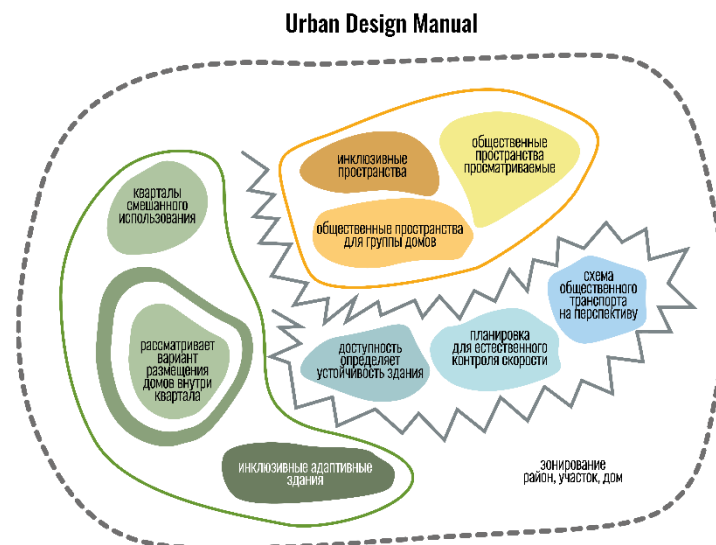 Urban Design Manual
инклюзивные
пространства
общественные
пространства
просматриваемые
кварталы
смешанного
использования
общественные пространства
для группы домов
схема
общественного
транспорта
на перспективу
рассматривает
вариант
размещения
домов внутри
квартала
доступность
определяет
устойчивость здания
планировка
для естественного
контроля скорости
инклюзивные адаптивные
здания
зонирование
район, участок, дом